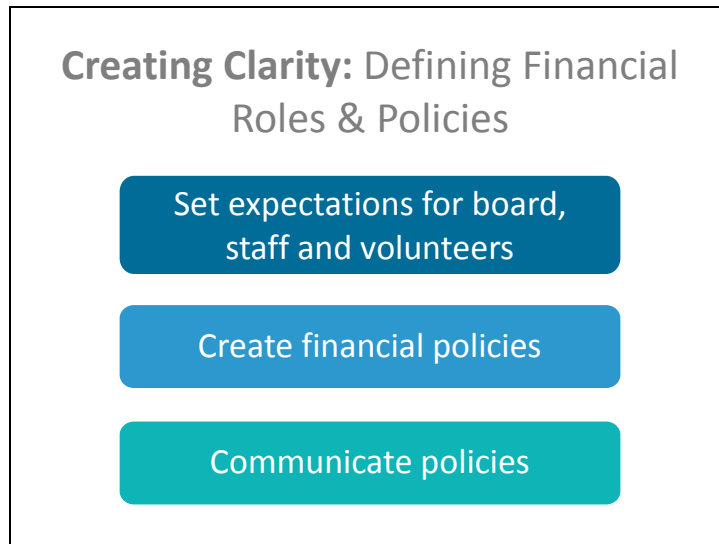 Creating Clarity: Defining Financial
Roles & Policies
Set expectations for board,
staff and volunteers
Create financial policies
Communicate policies